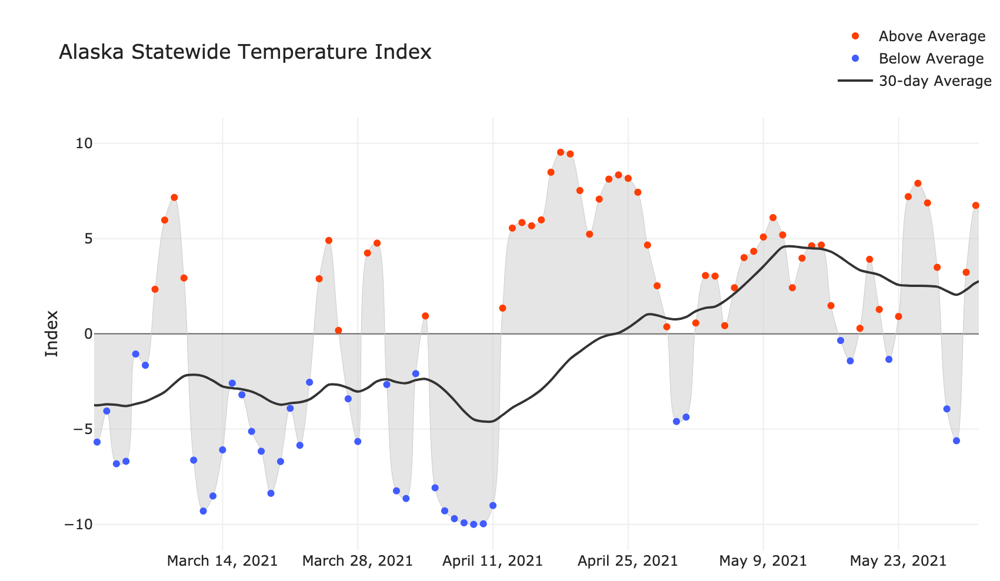 Alaska Statewide Temperature Index
Above Average
Below Average
30-day Average
Index
10
5
0
−5
−10
March 14, 2021
March 28, 2021
April 11, 2021
April 25, 2021
May 9, 2021
May 23, 2021